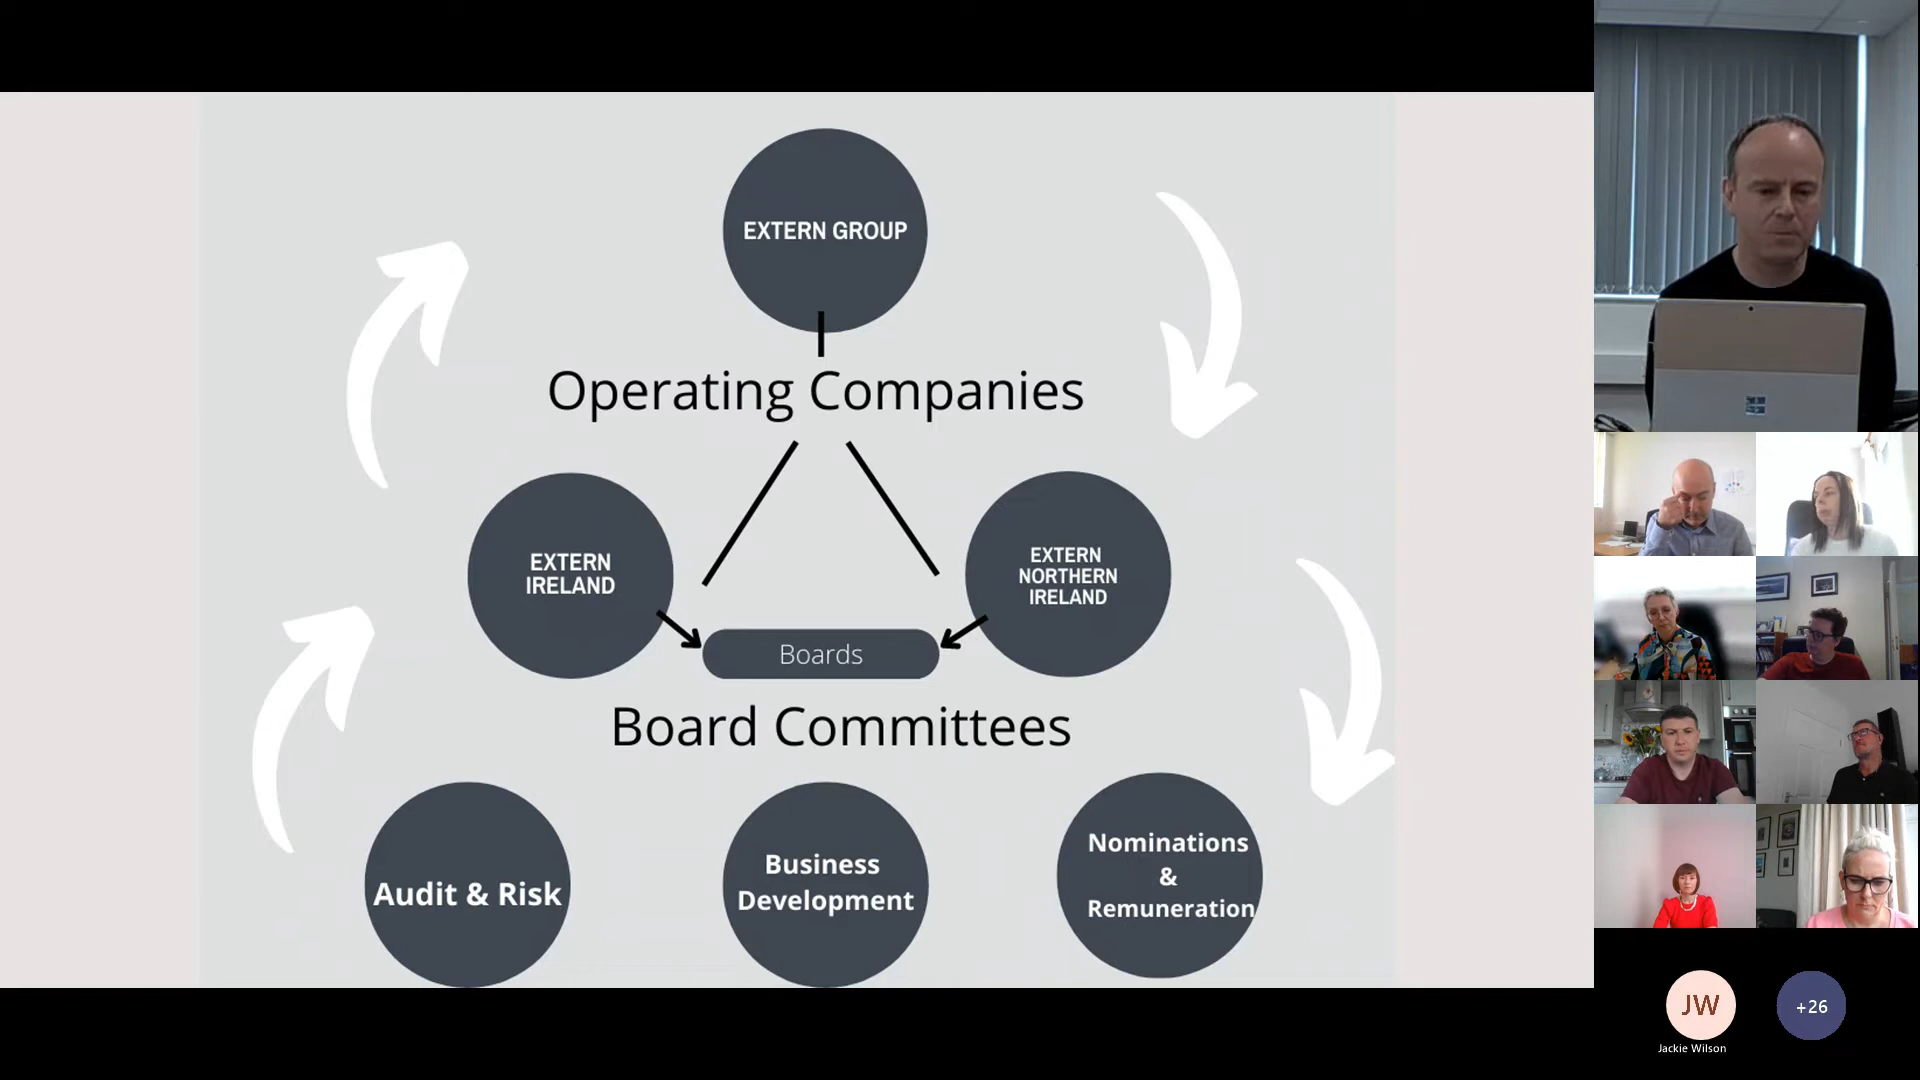 EXTERN GROUP
Operating Companies
EXTERN
IRELAND
EXTERN
NORTHERN
IRELAND
Boards
Board Committees
Audit & Risk
Business
Development
Nominations
&
Remuneration
JW
+26
Jackie Wilson